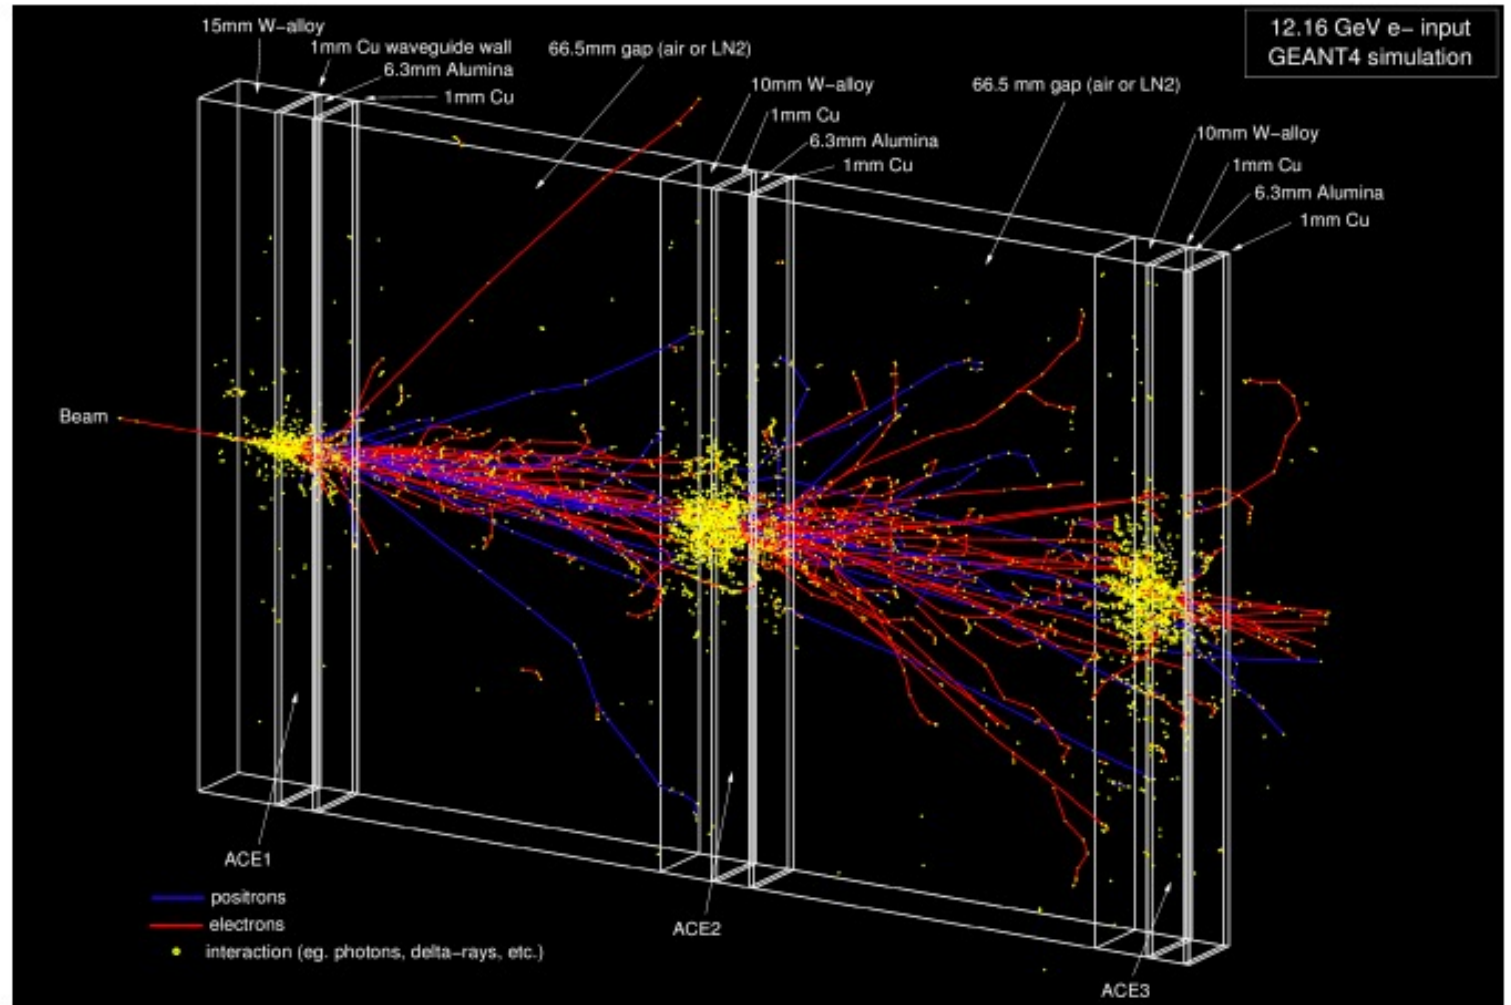 12.16 GeV e− input
GEANT4 simulation
15mm W−alloy
1mm Cu waveguide wall
6.3mm Alumina
1mm Cu
66.5mm gap (air or LN2)
10mm W−alloy
1mm Cu
6.3mm Alumina
1mm Cu
66.5 mm gap (air or LN2)
10mm W−alloy
1mm Cu
6.3mm Alumina
1mm Cu
Beam
ACE1
ACE2
ACE3
positrons
electrons
interaction (eg. photons, delta−rays, etc.)